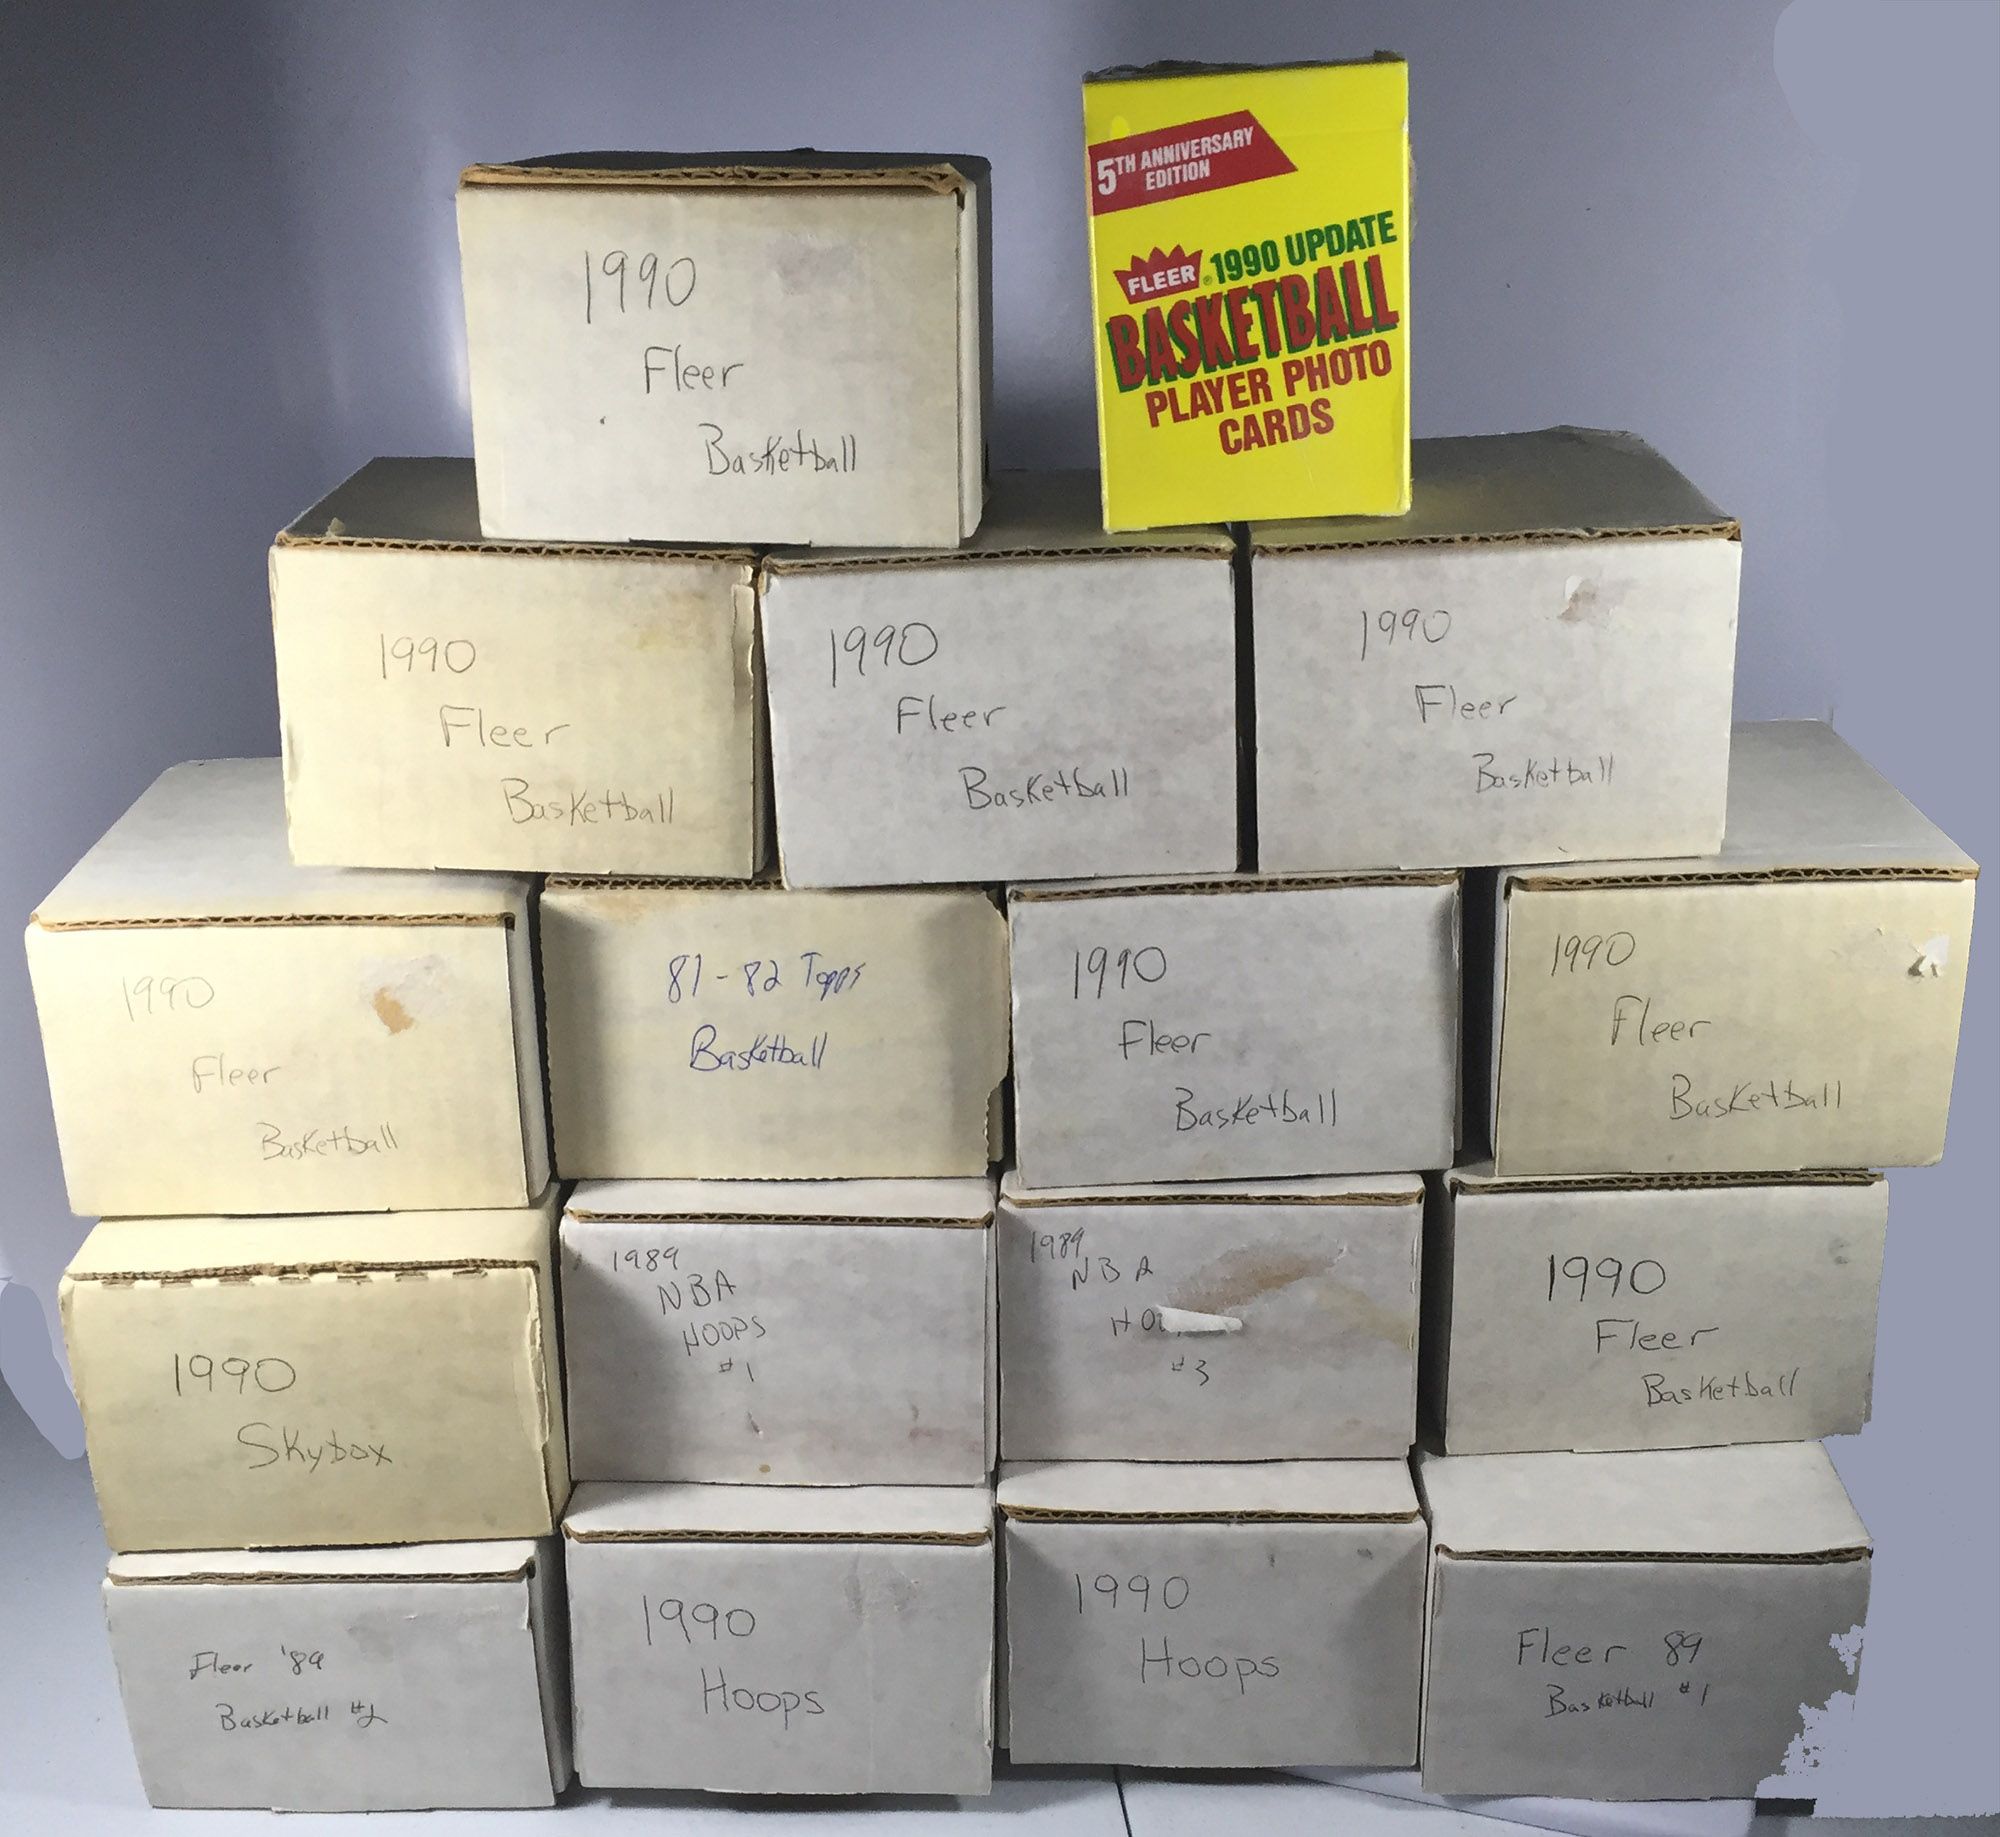 1990
Fleer
Basketball
5TH ANNIVERSARY
EDITION
FLEER 1990 UPDATE
BASKETBALL
PLAYER PHOTO
CARDS
1990
Fleer
Basketball
1990
Fleer
Basketball
1990
Fleer
Basketball
1990
Fleer
Basketball
81-82 Topps
Basketball
1990
Fleer
Basketball
1990
Fleer
Basketball
1990
Skybox
1989
NBA
HOOPS
#1
1989
NBA
#3
1990
Fleer
Basketball
Fleer '89
Basketball #2
1990
Hoops
1990
Hoops
Fleer 89
Basketball #1